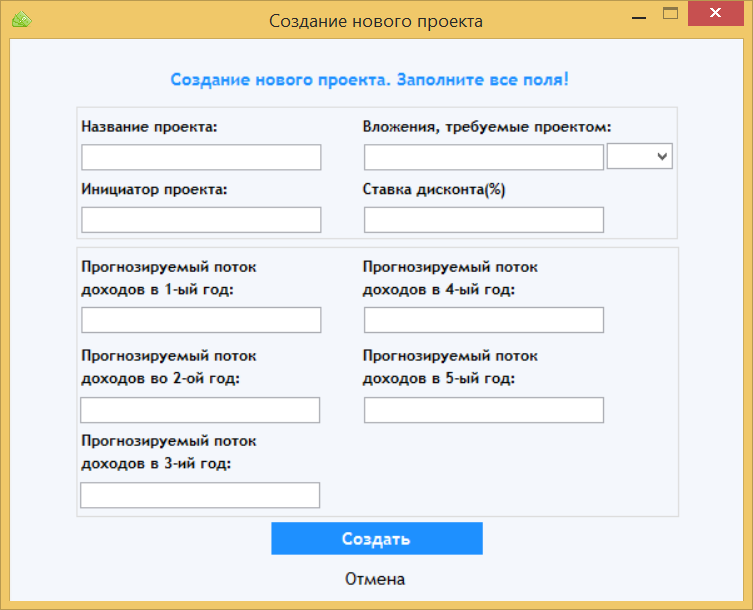 Создание нового проекта
Создание нового проекта. Заполните все поля!
Название проекта:
Вложения, требуемые проектом:
Инициатор проекта:
Ставка дисконта(%)
Прогнозируемый поток
доходов в 1-ый год:
Прогнозируемый поток
доходов в 4-ый год:
Прогнозируемый поток
доходов во 2-ой год:
Прогнозируемый поток
доходов в 5-ый год:
Прогнозируемый поток
доходов в 3-ий год:
Создать
Отмена